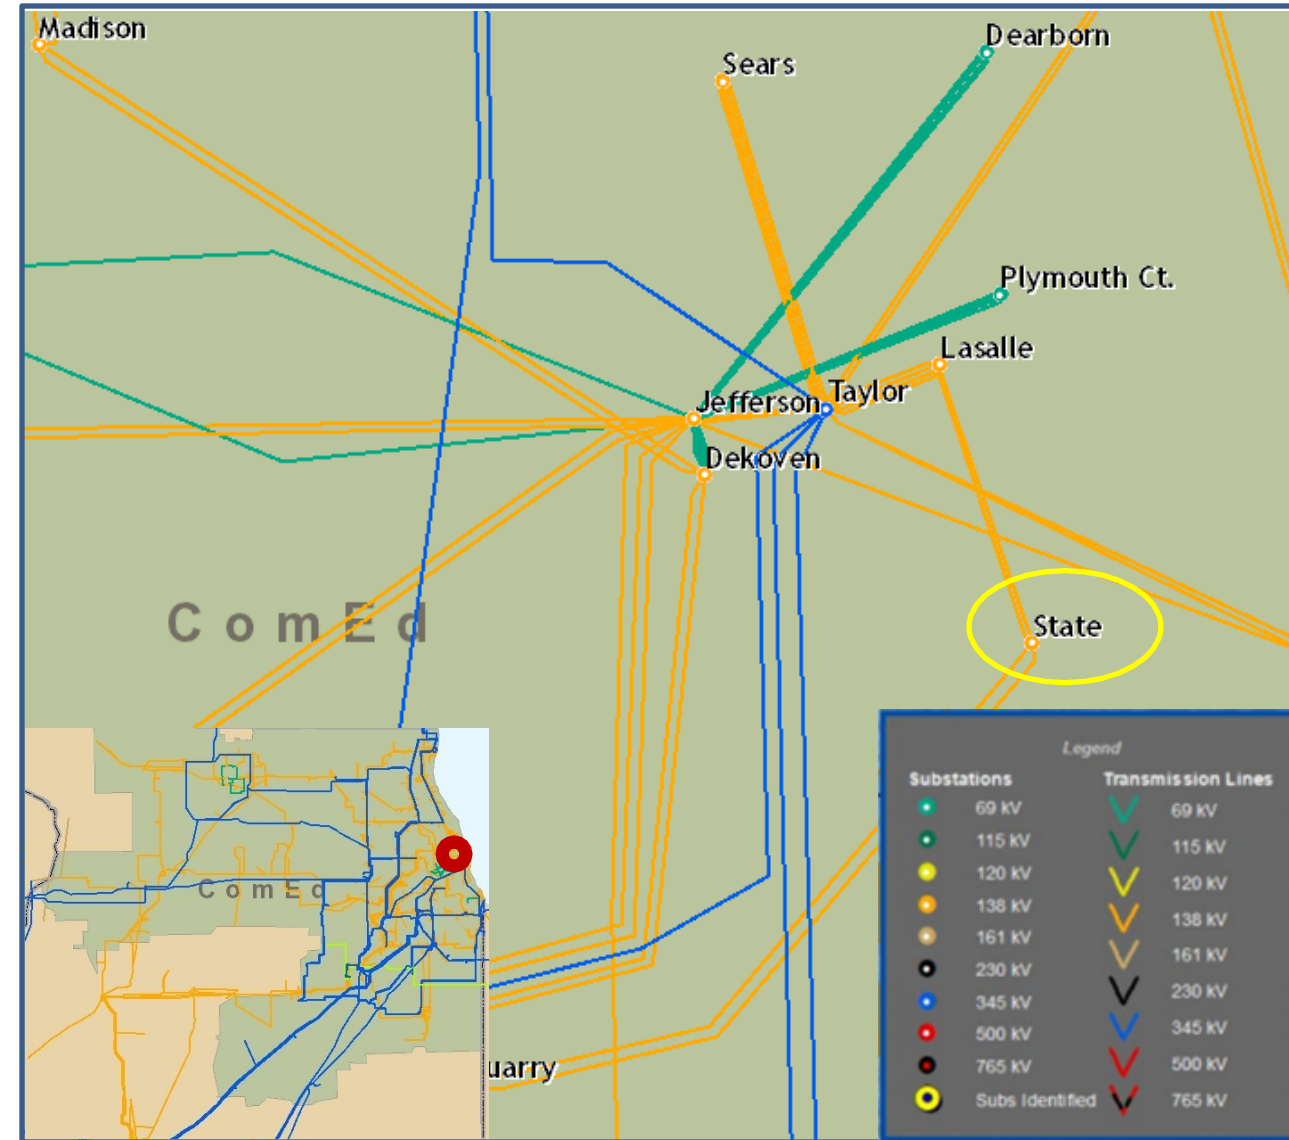 Madison
Dearborn
Sears
Plymouth Ct.
Lasalle
Taylor
Jefferson
Dekoven
ComEd
State
Legend
Substations Transmission Lines
69 kV 69 kV
115 kV 115 kV
120 kV 120 kV
138 kV 138 kV
161 kV 161 kV
230 kV 230 kV
345 kV 345 kV
500 kV 500 kV
765 kV 765 kV
Subs Identified
ComEd
uarry